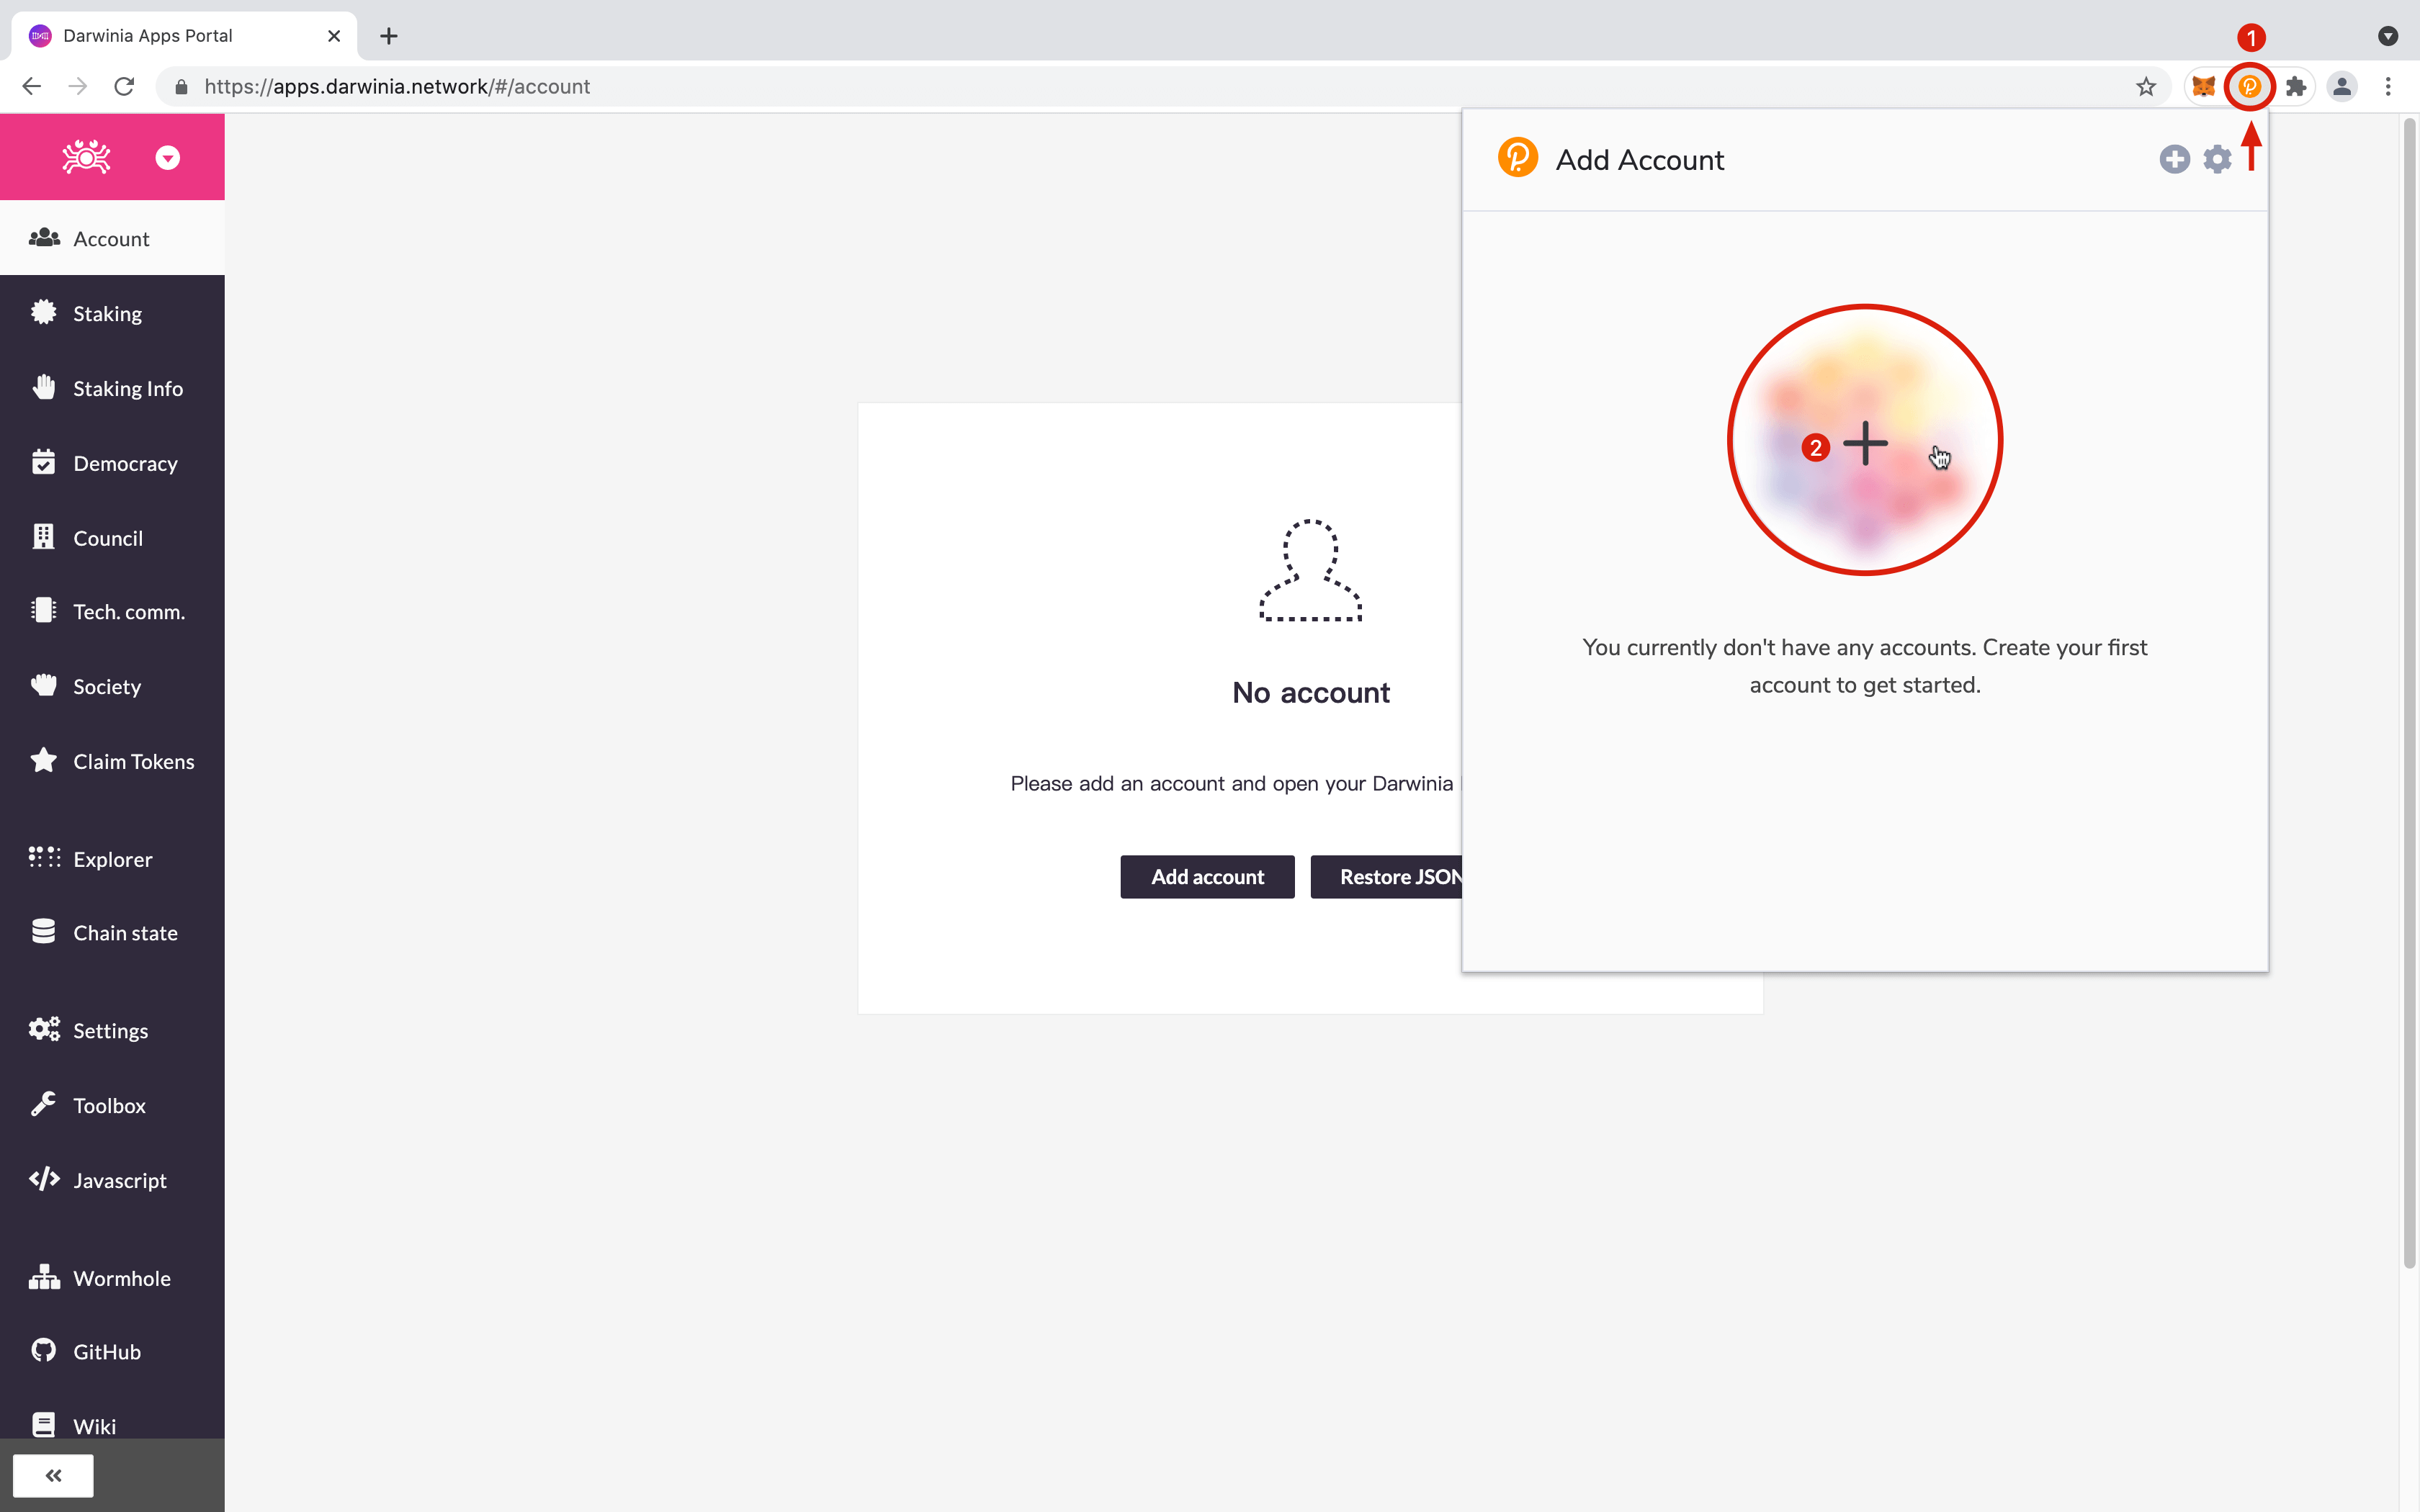 Darwinia Apps Portal
1
https://apps.darwinia.network/#/account
Add Account
Account
Staking
Staking Info
Democracy
Council
Tech. comm.
Society
Claim Tokens
Explorer
Chain state
Settings
Toolbox
Javascript
Wormhole
GitHub
Wiki
No account
Please add an account and open your Darwinia
Add account
Restore JSON
2
You currently don't have any accounts. Create your first
account to get started.